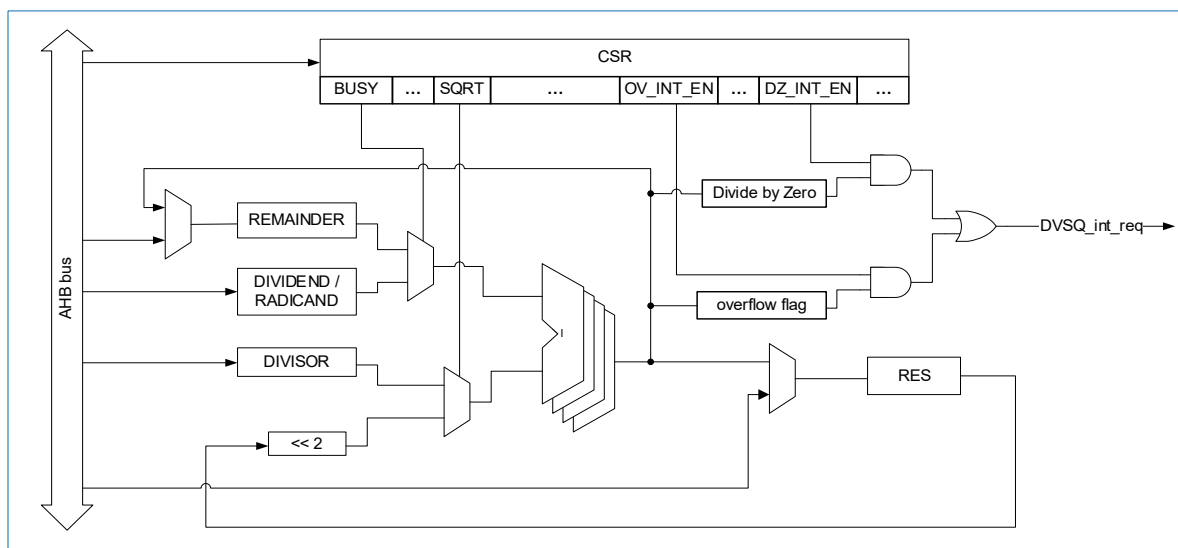 CSR
BUSY ... SQRT ... OV_INT_EN ... DZ_INT_EN ...
AHB bus
Divide by Zero
REMAINDER
DVSQ_int_req
DIVIDEND /
RADICAND
overflow flag
DIVISOR
RES
<< 2